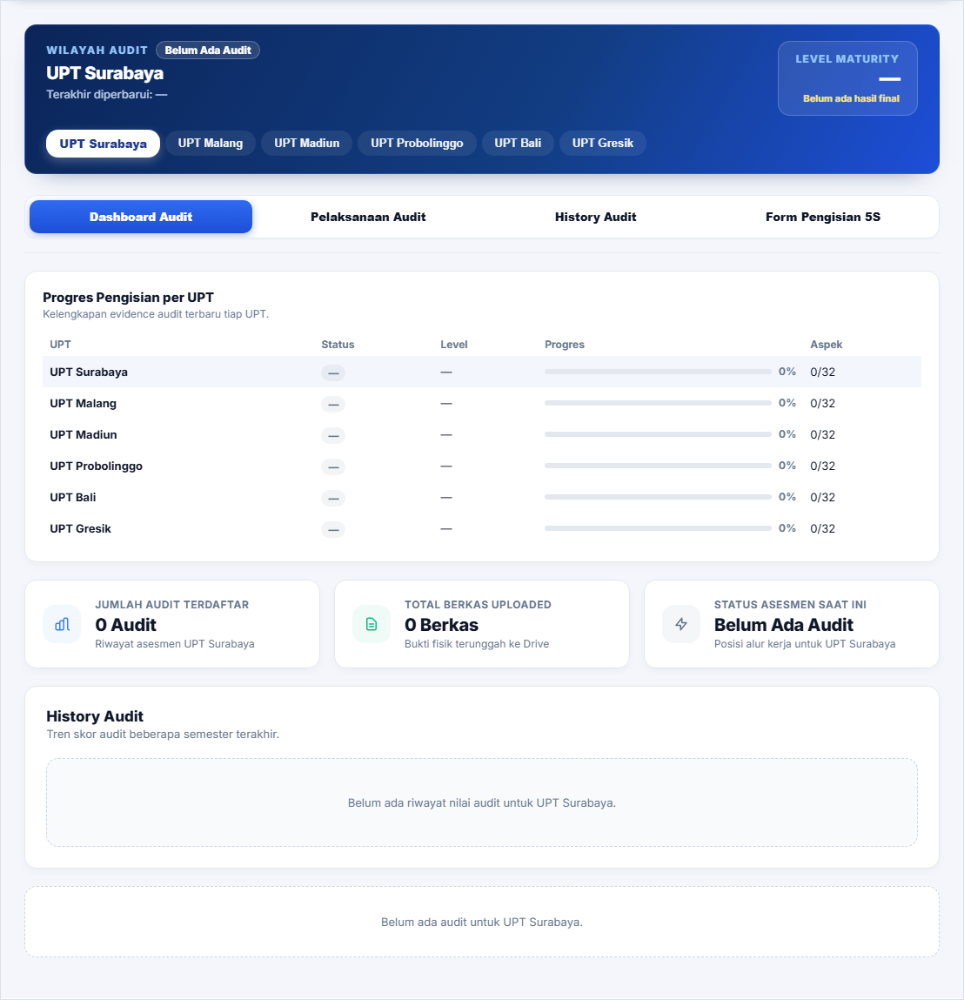 WILAYAH AUDIT Belum Ada Audit
UPT Surabaya
Terakhir diperbarui: —
LEVEL MATURITY
—
Belum ada hasil final
UPT Surabaya UPT Malang UPT Madiun UPT Probolinggo UPT Bali UPT Gresik
Dashboard Audit Pelaksanaan Audit History Audit Form Pengisian 5S
Progres Pengisian per UPT
Kelengkapan evidence audit terbaru tiap UPT.
UPT Status Level Progres Aspek
UPT Surabaya — — 0% 0/32
UPT Malang — — 0% 0/32
UPT Madiun — — 0% 0/32
UPT Probolinggo — — 0% 0/32
UPT Bali — — 0% 0/32
UPT Gresik — — 0% 0/32
JUMLAH AUDIT TERDAFTAR
0 Audit
Riwayat asesmen UPT Surabaya
TOTAL BERKAS UPLOADED
0 Berkas
Bukti fisik terunggah ke Drive
STATUS ASESMEN SAAT INI
Belum Ada Audit
Posisi alur kerja untuk UPT Surabaya
History Audit
Tren skor audit beberapa semester terakhir.
Belum ada riwayat nilai audit untuk UPT Surabaya.
Belum ada audit untuk UPT Surabaya.